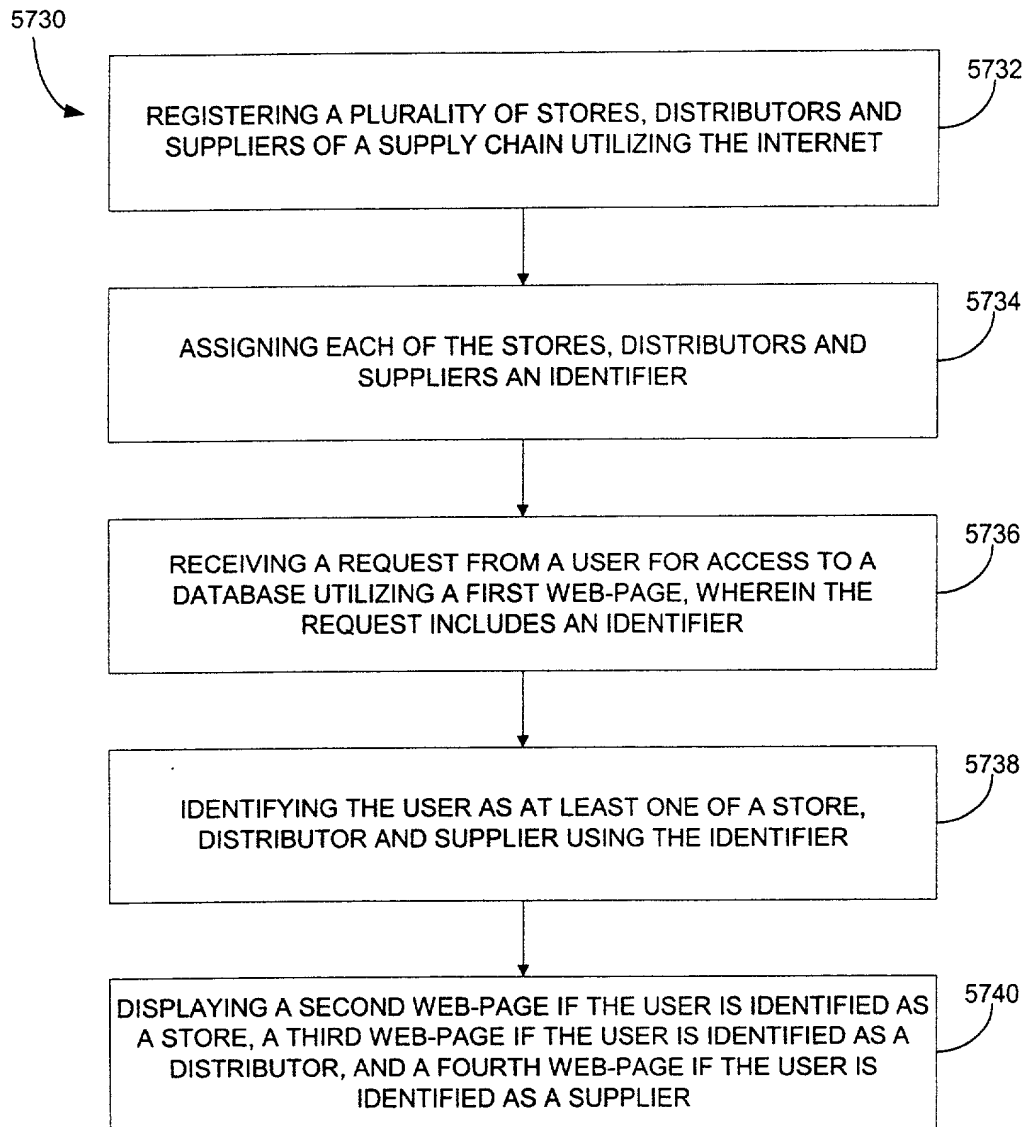 5730
5732
REGISTERING A PLURALITY OF STORES, DISTRIBUTORS AND
SUPPLIERS OF A SUPPLY CHAIN UTILIZING THE INTERNET
5734
ASSIGNING EACH OF THE STORES, DISTRIBUTORS AND
SUPPLIERS AN IDENTIFIER
5736
RECEIVING A REQUEST FROM A USER FOR ACCESS TO A
DATABASE UTILIZING A FIRST WEB-PAGE, WHEREIN THE
REQUEST INCLUDES AN IDENTIFIER
5738
IDENTIFYING THE USER AS AT LEAST ONE OF A STORE,
DISTRIBUTOR AND SUPPLIER USING THE IDENTIFIER
5740
DISPLAYING A SECOND WEB-PAGE IF THE USER IS IDENTIFIED AS
A STORE, A THIRD WEB-PAGE IF THE USER IS IDENTIFIED AS A
DISTRIBUTOR, AND A FOURTH WEB-PAGE IF THE USER IS
IDENTIFIED AS A SUPPLIER